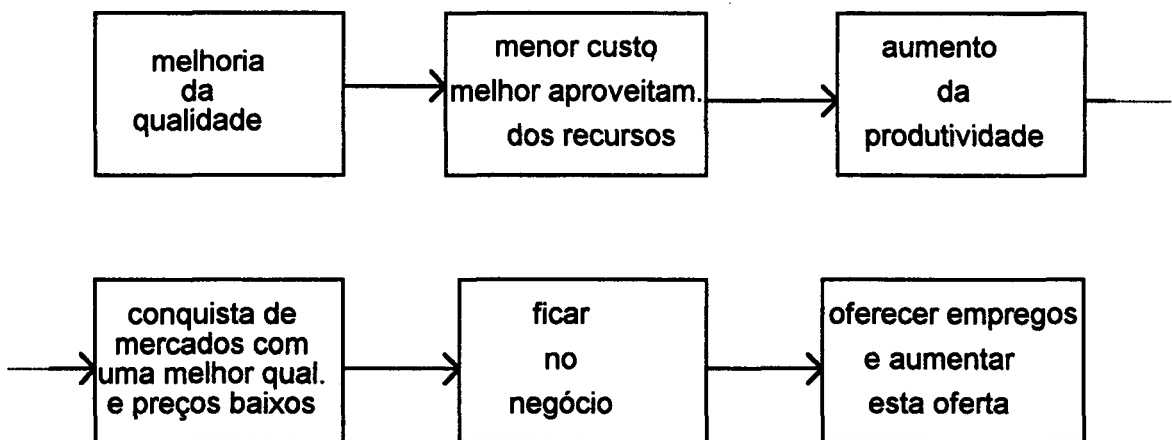 melhoria
da
qualidade
menor custo,
melhor aproveitam.
dos recursos
aumento
da
produtividade
conquista de
mercados com
uma melhor qual.
e preços baixos
ficar
no
negócio
oferecer empregos
e aumentar
esta oferta